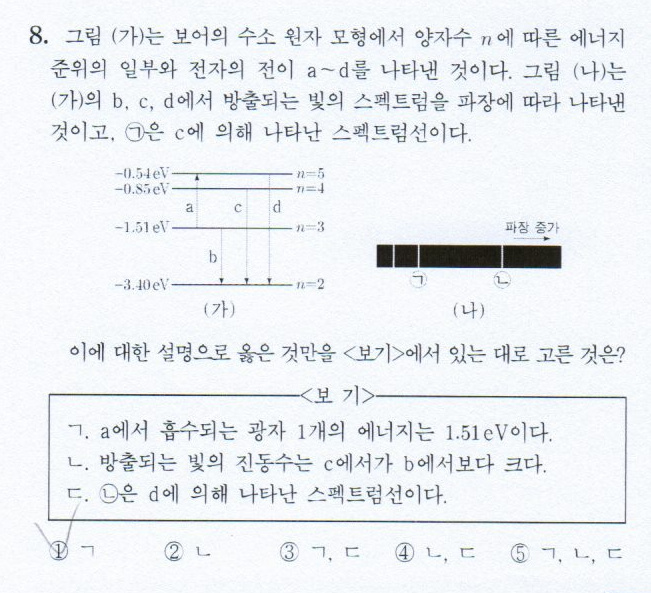 8. 그림 (가)는 보어의 수소 원자 모형에서 양자수 n에 따른 에너지
준위의 일부와 전자의 전이 a~d를 나타낸 것이다. 그림 (나)는
(가)의 b, c, d에서 방출되는 빛의 스펙트럼을 파장에 따라 나타낸
것이고, ㉠은 c에 의해 나타난 스펙트럼선이다.
-0.54 eV n=5
-0.85 eV n=4
a c d
-1.51 eV n=3
b
-3.40 eV n=2
(가)
파장 증가
㉠ ㉡
(나)
이에 대한 설명으로 옳은 것만을 <보기>에서 있는 대로 고른 것은?
<보 기>
ㄱ. a에서 흡수되는 광자 1개의 에너지는 1.51 eV이다.
ㄴ. 방출되는 빛의 진동수는 c에서가 b에서보다 크다.
ㄷ. ㉡은 d에 의해 나타난 스펙트럼선이다.
① ㄱ ② ㄴ ③ ㄱ, ㄷ ④ ㄴ, ㄷ ⑤ ㄱ, ㄴ, ㄷ